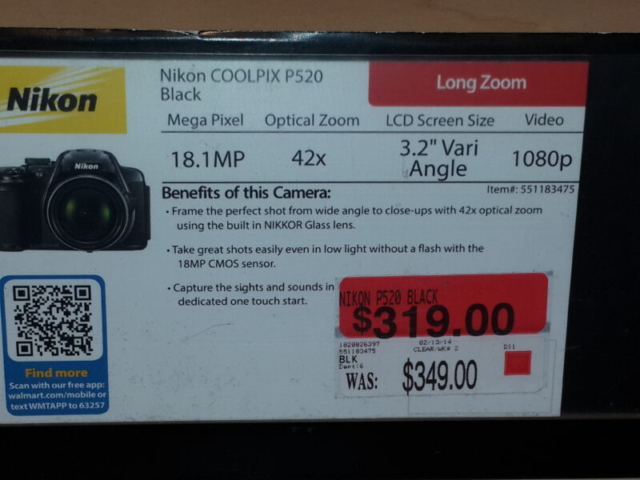 Nikon
Nikon COOLPIX P520
Black
Long Zoom
Mega Pixel Optical Zoom LCD Screen Size Video
18.1MP 42x 3.2" Vari Angle 1080p
Item#: 551183475
Nikon
Benefits of this Camera:
• Frame the perfect shot from wide angle to close-ups with 42x optical zoom
using the built in NIKKOR Glass lens.
• Take great shots easily even in low light without a flash with the
18MP CMOS sensor.
• Capture the sights and sounds in
dedicated one touch start.
NIKON P520 BLACK
$319.00
1820826397 02/13/14 D11
551183475 CLEAR/WK# 2
BLK
Dept:6
WAS: $349.00
Find more
Scan with our free app:
walmart.com/mobile or
text WMTAPP to 63257